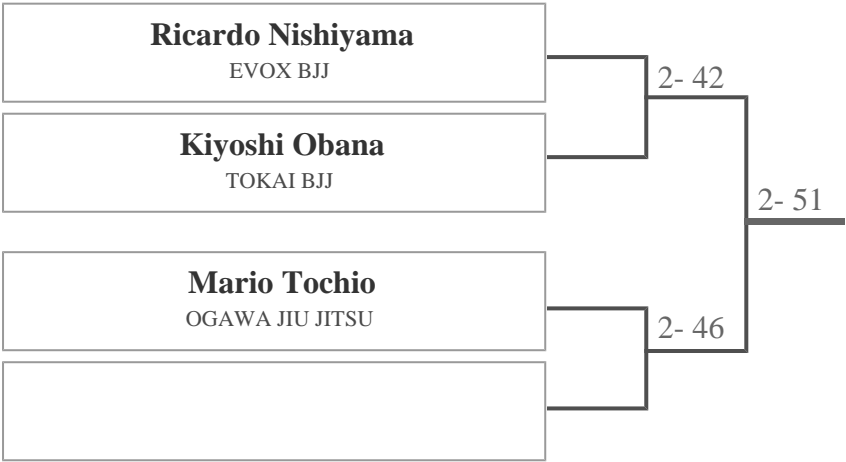 Ricardo Nishiyama
EVOX BJJ
2- 42
Kiyoshi Obana
TOKAI BJJ
2- 51
Mario Tochio
OGAWA JIU JITSU
2- 46